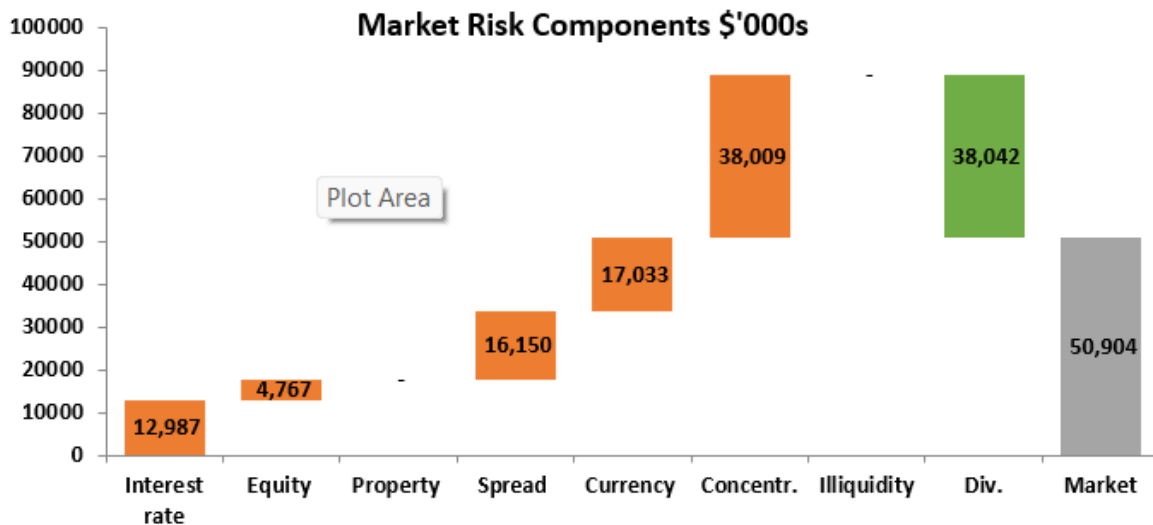 Market Risk Components $'000s
100000
90000
80000
70000
60000
50000
40000
30000
20000
10000
0
Plot Area
12,987
4,767
-
16,150
17,033
38,009
-
38,042
50,904
Interest rate
Equity
Property
Spread
Currency
Concentr.
Illiquidity
Div.
Market